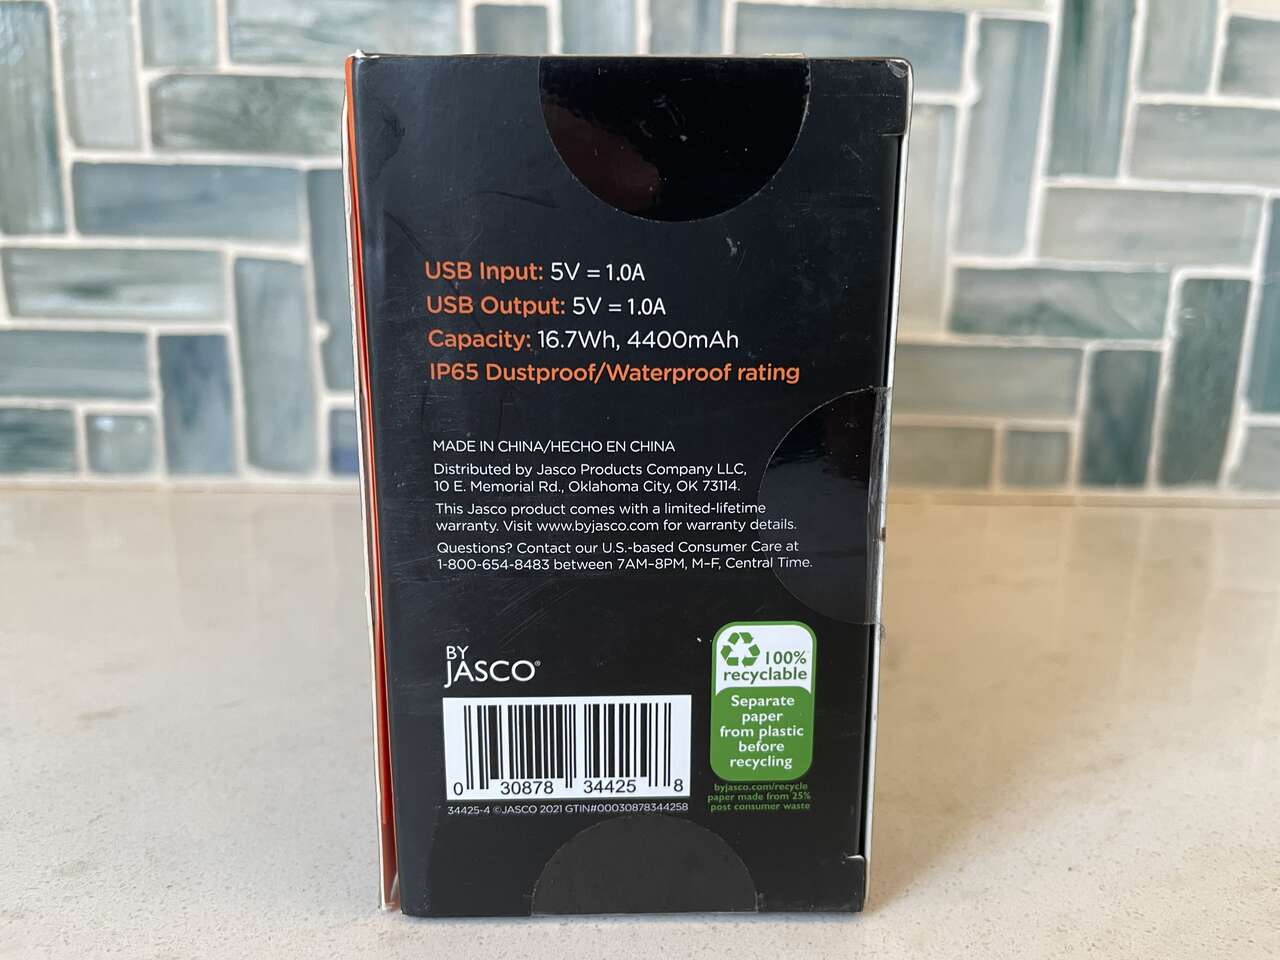 USB Input: 5V = 1.0A
USB Output: 5V = 1.0A
Capacity: 16.7Wh, 4400mAh
IP65 Dustproof/Waterproof rating
MADE IN CHINA/HECHO EN CHINA
Distributed by Jasco Products Company LLC,
10 E. Memorial Rd., Oklahoma City, OK 73114.
This Jasco product comes with a limited-lifetime
warranty. Visit www.byjasco.com for warranty details.
Questions? Contact our U.S.-based Consumer Care at
1-800-654-8483 between 7AM–8PM, M–F, Central Time.
BY
JASCO®
0 30878 34425 8
34425-4 ©JASCO 2021 GTIN#00030878344258
100%
recyclable
Separate
paper
from plastic
before
recycling
byjasco.com/recycle
paper made from 25%
post consumer waste